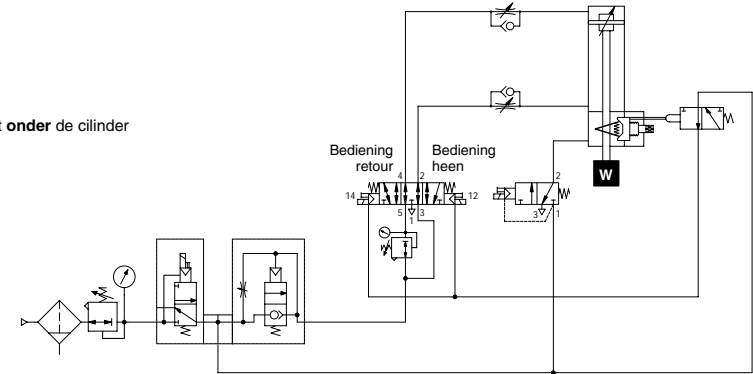 t onder de cilinder
Bediening retour
Bediening heen
4 2
14 12
5 3
1
W
2
3 1